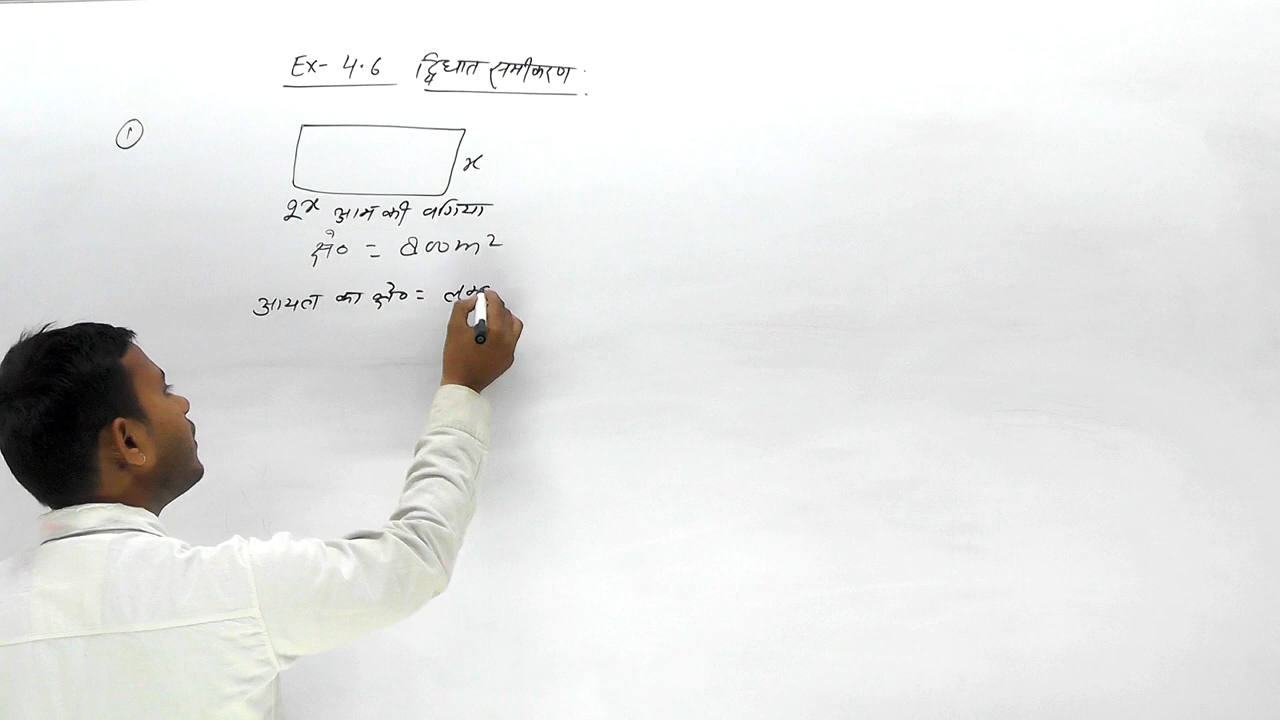 Ex- 4.6 द्विघात समीकरण :
①
x
2x आम की बगिया
क्षे० = 800m²
आयत का क्षे० =